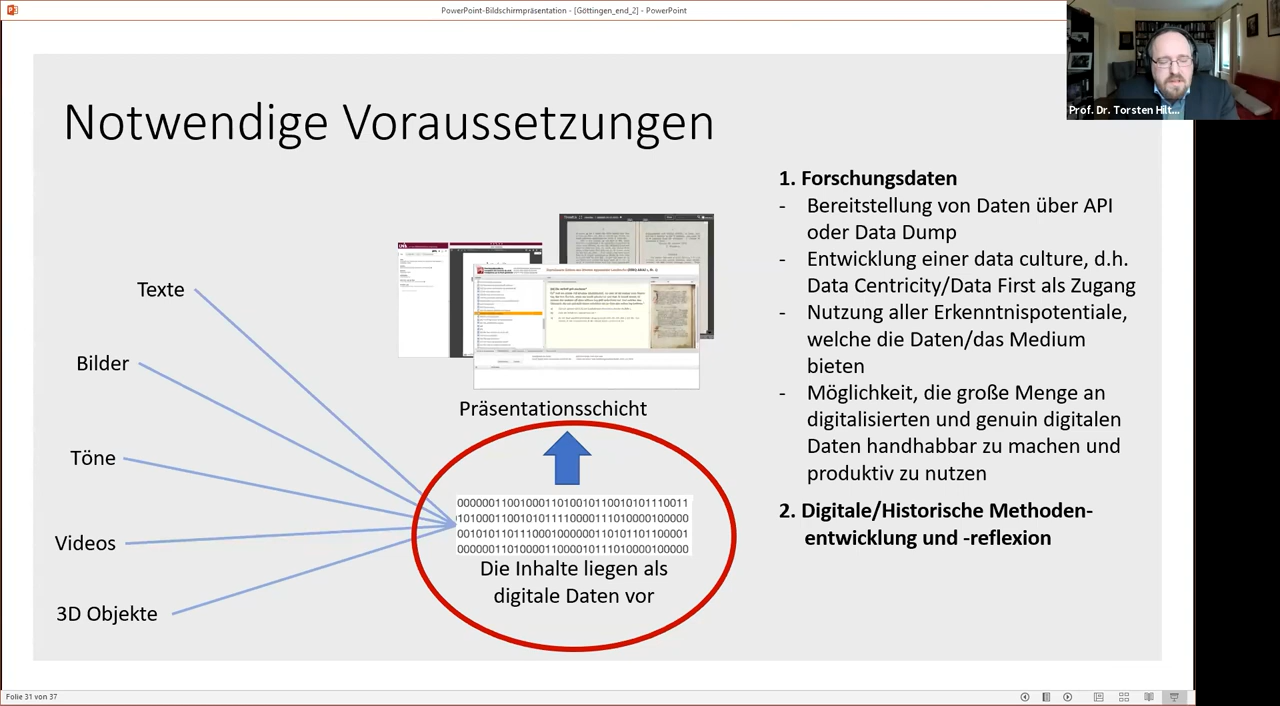 PowerPoint-Bildschirmpräsentation - [Göttingen_end_2] - PowerPoint
Prof. Dr. Torsten Hilt...
Notwendige Voraussetzungen
Texte
Bilder
Töne
Videos
3D Objekte
Präsentationsschicht
0000001100100011010010110010101110011
1010001100101011110000111010000100000
0010101101110001000000110101101100001
0000001101000011000010111010000100000
Die Inhalte liegen als
digitale Daten vor
1. Forschungsdaten
- Bereitstellung von Daten über API
oder Data Dump
- Entwicklung einer data culture, d.h.
Data Centricity/Data First als Zugang
- Nutzung aller Erkenntnispotentiale,
welche die Daten/das Medium
bieten
- Möglichkeit, die große Menge an
digitalisierten und genuin digitalen
Daten handhabbar zu machen und
produktiv zu nutzen
2. Digitale/Historische Methoden-
entwicklung und -reflexion
Folie 31 von 37